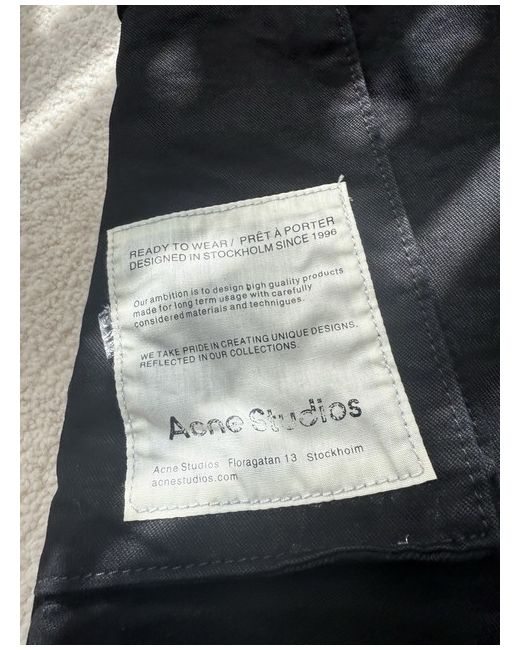 READY TO WEAR / PRÊT À PORTER
DESIGNED IN STOCKHOLM SINCE 1996
Our ambition is to design high quality products
made for long term usage with carefully
considered materials and techniques.
WE TAKE PRIDE IN CREATING UNIQUE DESIGNS,
REFLECTED IN OUR COLLECTIONS.
Acne Studios
Acne Studios Floragatan 13 Stockholm
acnestudios.com